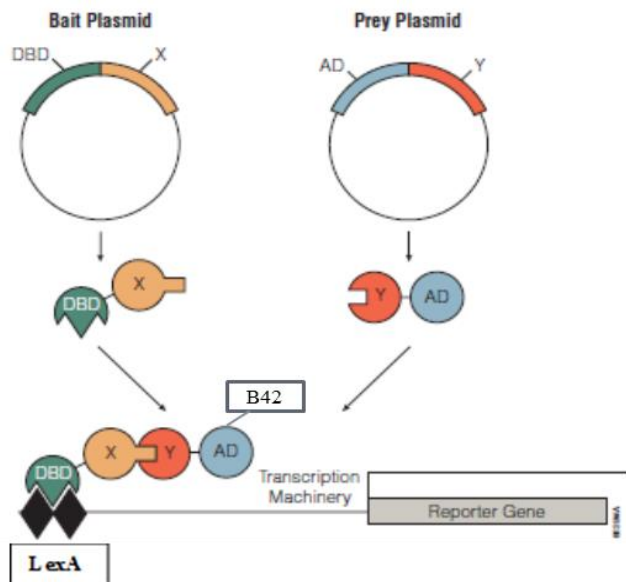 Bait Plasmid
Prey Plasmid
DBD
X
AD
Y
DBD
X
Y
AD
B42
DBD
X
Y
AD
Transcription
Machinery
Reporter Gene
LexA